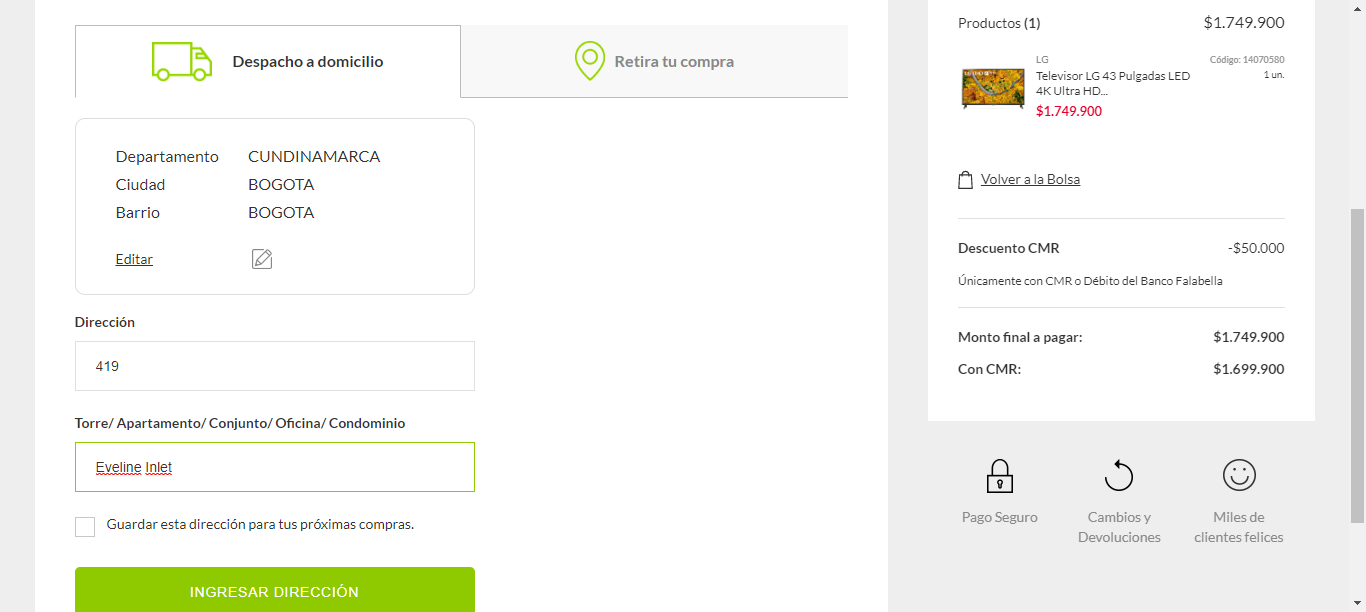 Despacho a domicilio
Retira tu compra
Departamento CUNDINAMARCA
Ciudad BOGOTA
Barrio BOGOTA
Editar
Dirección
419
Torre/ Apartamento/ Conjunto/ Oficina/ Condominio
Eveline Inlet
Guardar esta dirección para tus próximas compras.
INGRESAR DIRECCIÓN
Productos (1) $1.749.900
LG Código: 14070580
Televisor LG 43 Pulgadas LED 1 un.
4K Ultra HD...
$1.749.900
Volver a la Bolsa
Descuento CMR -$50.000
Únicamente con CMR o Débito del Banco Falabella
Monto final a pagar: $1.749.900
Con CMR: $1.699.900
Pago Seguro
Cambios y
Devoluciones
Miles de
clientes felices